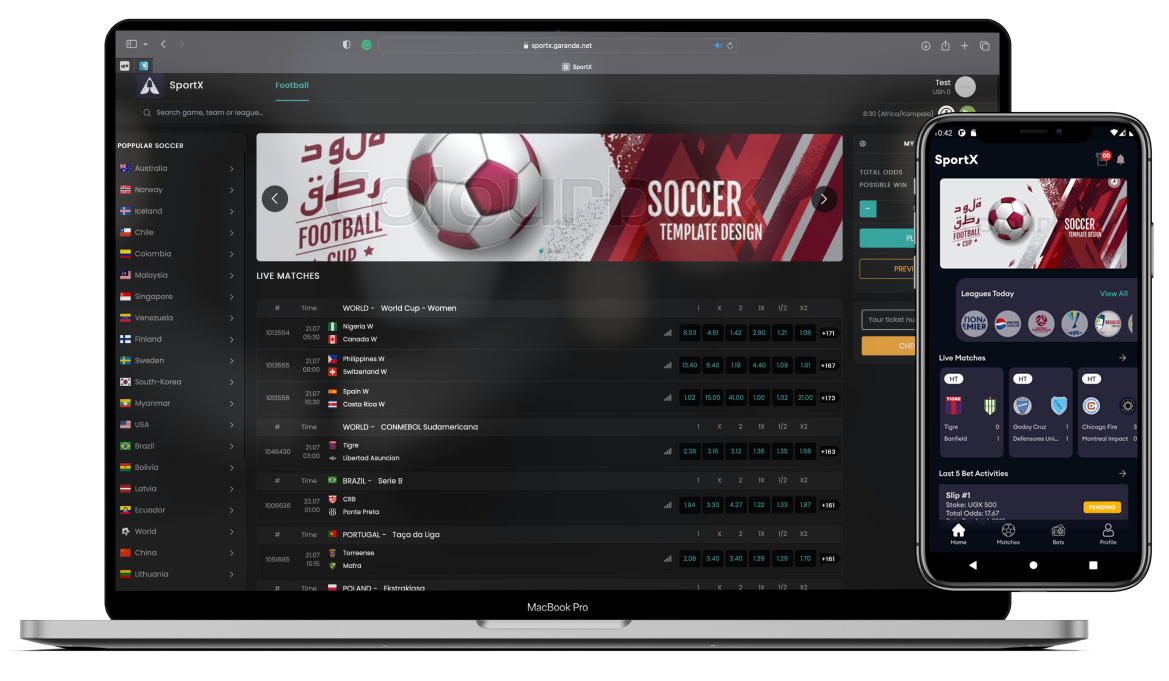 sportx.garande.net
SportX
SportX
Football
Test
USh 0
Search game, team or league...
8:30 (Africa/Kampala)
POPPULAR SOCCER
Australia
Norway
Iceland
Chile
Colombia
Malaysia
Singapore
Venezuela
Finland
Sweden
South-Korea
Myanmar
USA
Brazil
Bolivia
Latvia
Ecuador
World
China
Lithuania
FOOTBALL
CUP
SOCCER
TEMPLATE DESIGN
LIVE MATCHES
# Time WORLD - World Cup - Women 1 X 2 1X 1/2 X2
1013554 21.07 05:30 Nigeria W Canada W 8.03 4.51 1.42 2.90 1.21 1.08 +171
1013555 21.07 08:00 Philippines W Switzerland W 13.40 6.40 1.19 4.40 1.09 1.01 +167
1013556 21.07 10:30 Spain W Costa Rica W 1.02 15.00 41.00 1.00 1.02 21.00 +173
# Time WORLD - CONMEBOL Sudamericana 1 X 2 1X 1/2 X2
1046430 21.07 03:00 Tigre Libertad Asuncion 2.38 3.16 3.12 1.36 1.35 1.58 +163
# Time BRAZIL - Serie B 1 X 2 1X 1/2 X2
1006636 22.07 01:00 CRB Ponte Preta 1.94 3.30 4.27 1.22 1.33 1.87 +161
# Time PORTUGAL - Taça da Liga 1 X 2 1X 1/2 X2
1051685 21.07 10:15 Torreense Mafra 2.08 3.40 3.40 1.29 1.29 1.70 +161
# Time POLAND - Ekstraklasa 1 X 2 1X 1/2 X2
MY
TOTAL ODDS
POSSIBLE WIN
PL
PREVI
Your ticket nu
CHE
MacBook Pro
0:42
SportX
00
FOOTBALL
CUP
SOCCER
TEMPLATE DESIGN
Leagues Today View All
Live Matches
HT HT HT
Tigre 0
Banfield 1
Godoy Cruz 1
Defensores Uni... 1
Chicago Fire 3
Montreal Impact 0
Last 5 Bet Activities
Slip #1
Stake: UGX 500
Total Odds: 17.67
PENDING
Home Matches Bets Profile